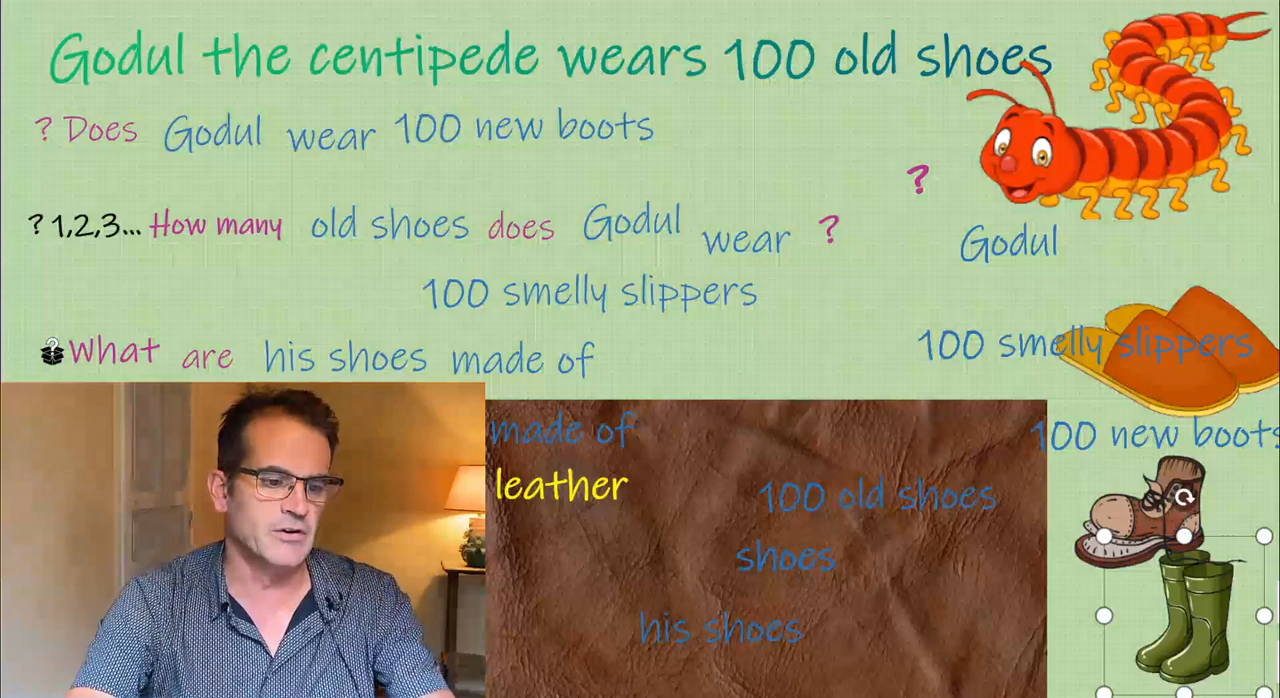 Godul the centipede wears 100 old shoes
? Does Godul wear 100 new boots
?
? 1,2,3... How many old shoes does Godul wear ?
Godul
100 smelly slippers
100 smelly slippers
? What are his shoes made of
made of
100 new boots
leather
100 old shoes
shoes
his shoes